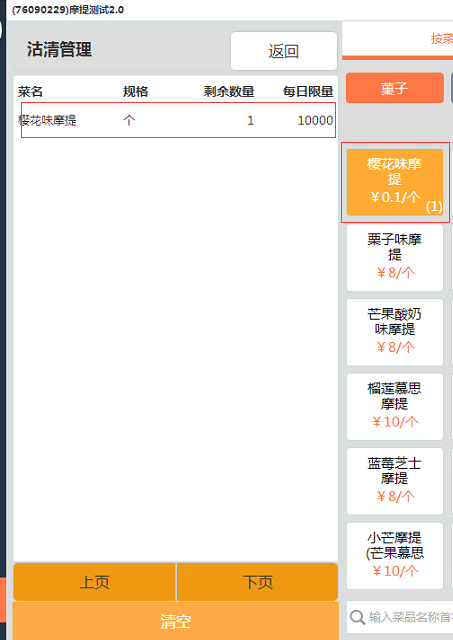 (76090229)摩提测试2.0
沽清管理
返回
菜名 规格 剩余数量 每日限量
樱花味摩提 个 1 10000
上页
下页
清空
按菜
菓子
樱花味摩
提
￥0.1/个
(1)
栗子味摩
提
￥8/个
芒果酸奶
味摩提
￥8/个
榴莲慕思
摩提
￥10/个
蓝莓芝士
摩提
￥8/个
小芒摩提
(芒果慕思
￥10/个
输入菜品名称首字